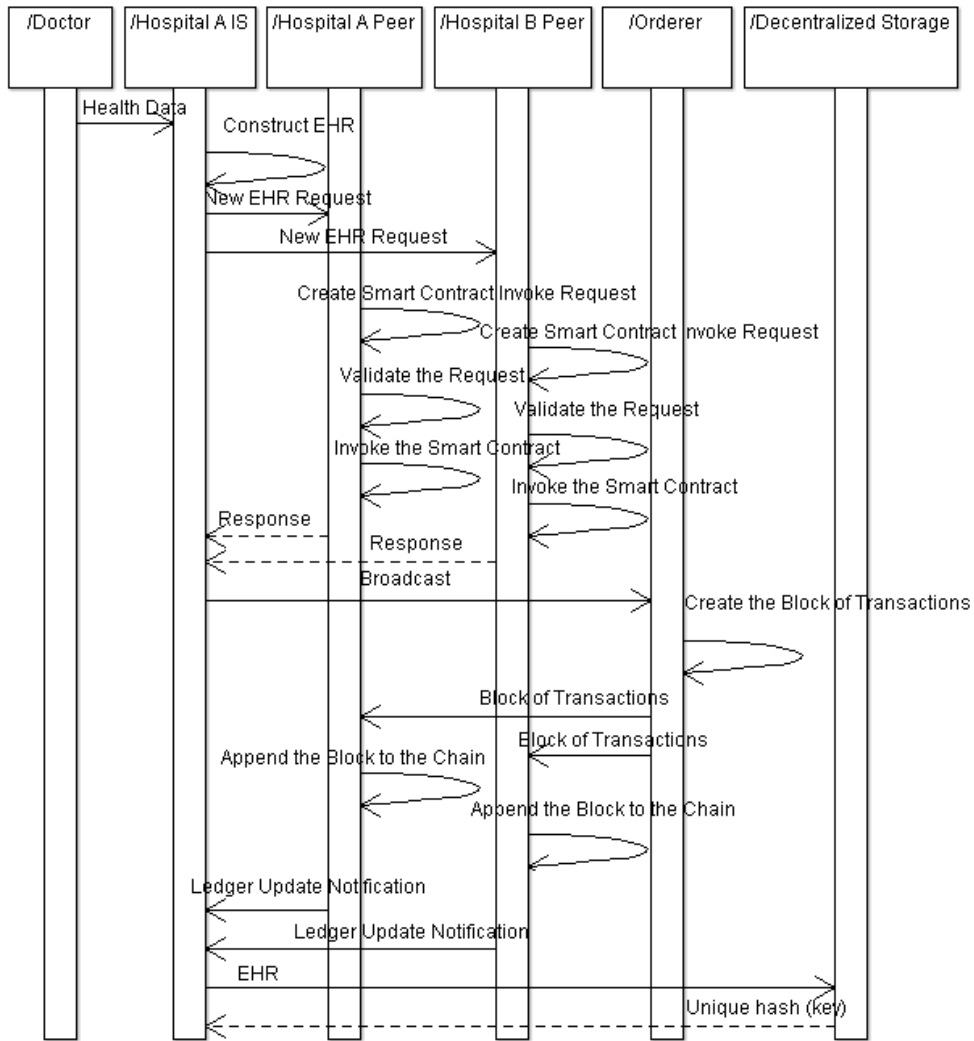 /Doctor
/Hospital A IS
/Hospital A Peer
/Hospital B Peer
/Orderer
/Decentralized Storage
Health Data
Construct EHR
New EHR Request
New EHR Request
Create Smart Contract Invoke Request
Create Smart Contract Invoke Request
Validate the Request
Validate the Request
Invoke the Smart Contract
Invoke the Smart Contract
Response
Response
Broadcast
Create the Block of Transactions
Block of Transactions
Block of Transactions
Append the Block to the Chain
Append the Block to the Chain
Ledger Update Notification
Ledger Update Notification
EHR
Unique hash (key)